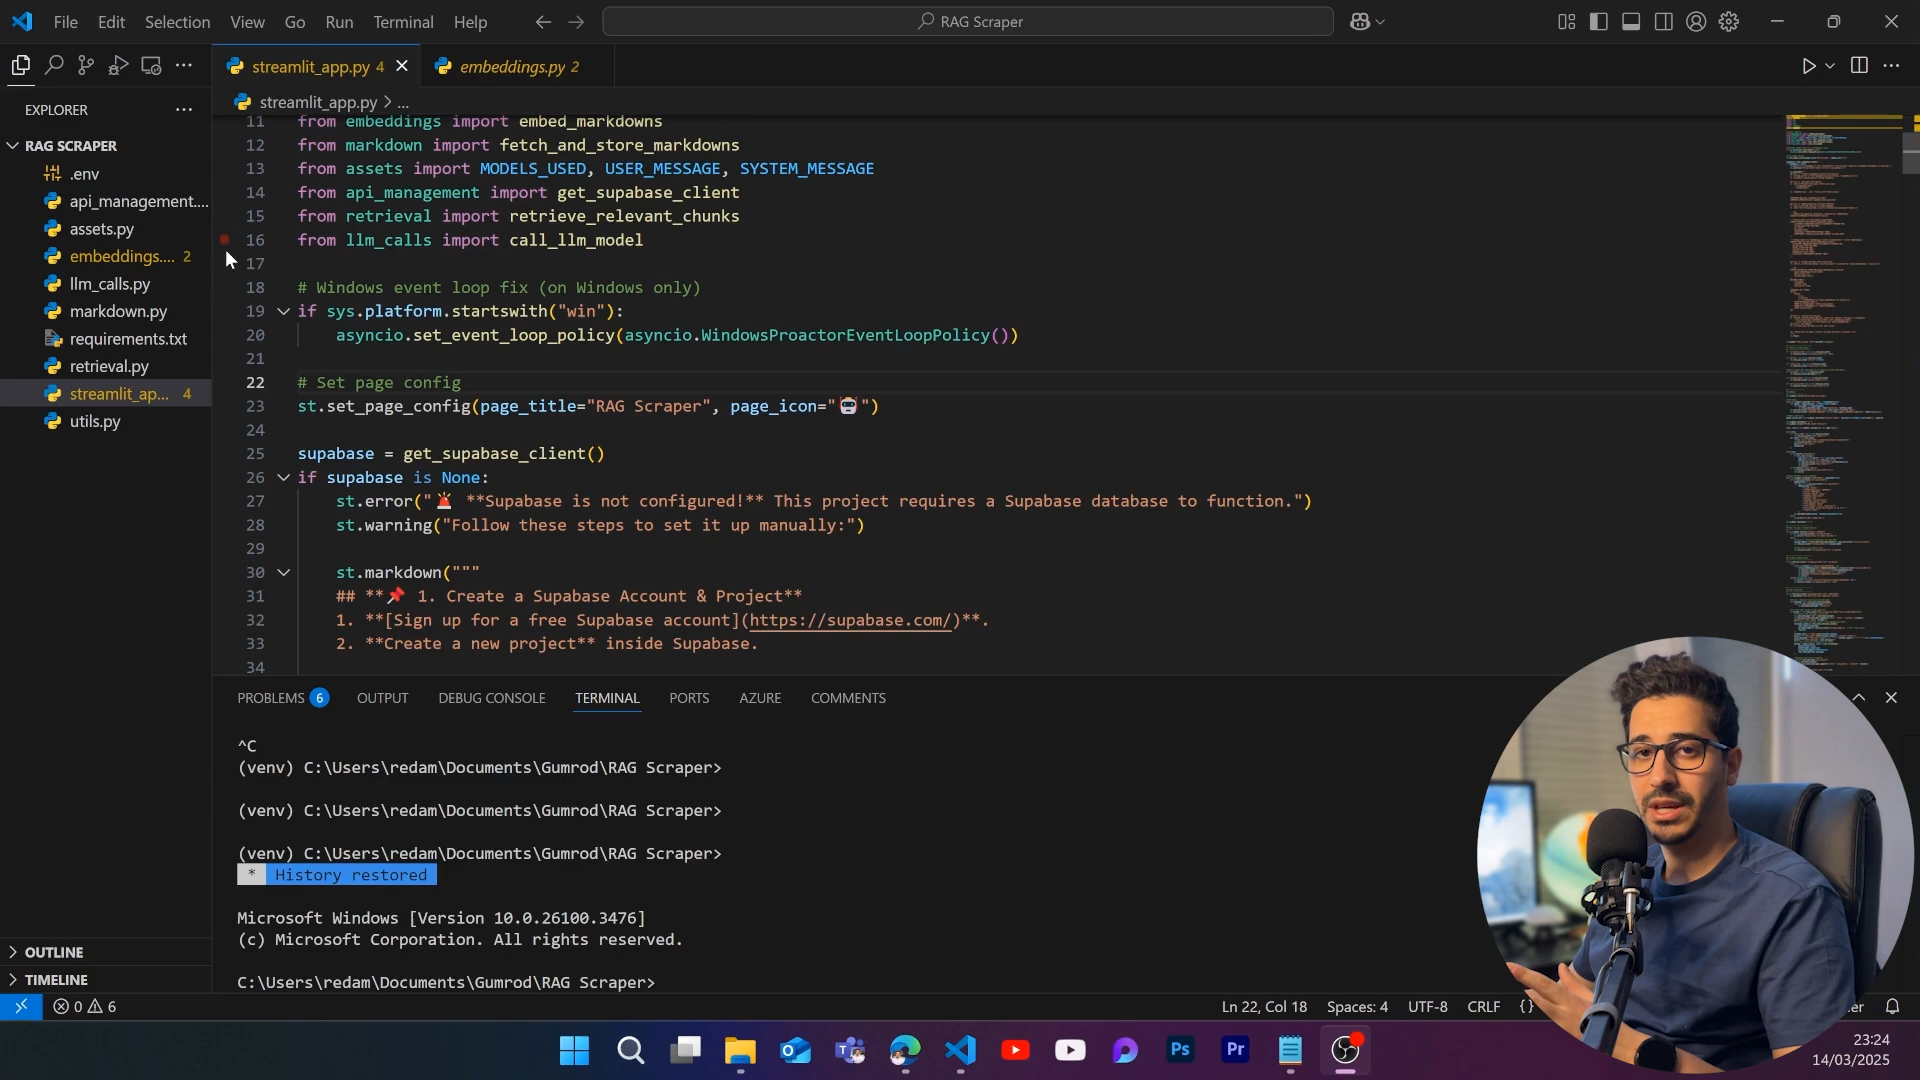 File Edit Selection View Go Run Terminal Help
RAG Scraper
streamlit_app.py 4
embeddings.py 2
EXPLORER
streamlit_app.py > ...
RAG SCRAPER
.env
api_management....
assets.py
embeddings.... 2
llm_calls.py
markdown.py
requirements.txt
retrieval.py
streamlit_ap... 4
utils.py
OUTLINE
TIMELINE
11 from embeddings import embed_markdowns
12 from markdown import fetch_and_store_markdowns
13 from assets import MODELS_USED, USER_MESSAGE, SYSTEM_MESSAGE
14 from api_management import get_supabase_client
15 from retrieval import retrieve_relevant_chunks
16 from llm_calls import call_llm_model
17
18 # Windows event loop fix (on Windows only)
19 if sys.platform.startswith("win"):
20 asyncio.set_event_loop_policy(asyncio.WindowsProactorEventLoopPolicy())
21
22 # Set page config
23 st.set_page_config(page_title="RAG Scraper", page_icon="🤖")
24
25 supabase = get_supabase_client()
26 if supabase is None:
27 st.error("🚨 **Supabase is not configured!** This project requires a Supabase database to function.")
28 st.warning("Follow these steps to set it up manually:")
29
30 st.markdown("""
31 ## **📌 1. Create a Supabase Account & Project**
32 1. **[Sign up for a free Supabase account](https://supabase.com/)**.
33 2. **Create a new project** inside Supabase.
34
PROBLEMS 6 OUTPUT DEBUG CONSOLE TERMINAL PORTS AZURE COMMENTS
^C
(venv) C:\Users\redam\Documents\Gumrod\RAG Scraper>
(venv) C:\Users\redam\Documents\Gumrod\RAG Scraper>
(venv) C:\Users\redam\Documents\Gumrod\RAG Scraper>
* History restored
Microsoft Windows [Version 10.0.26100.3476]
(c) Microsoft Corporation. All rights reserved.
C:\Users\redam\Documents\Gumrod\RAG Scraper>
0 6
Ln 22, Col 18 Spaces: 4 UTF-8 CRLF {}
Ps
Pr
23:24
14/03/2025